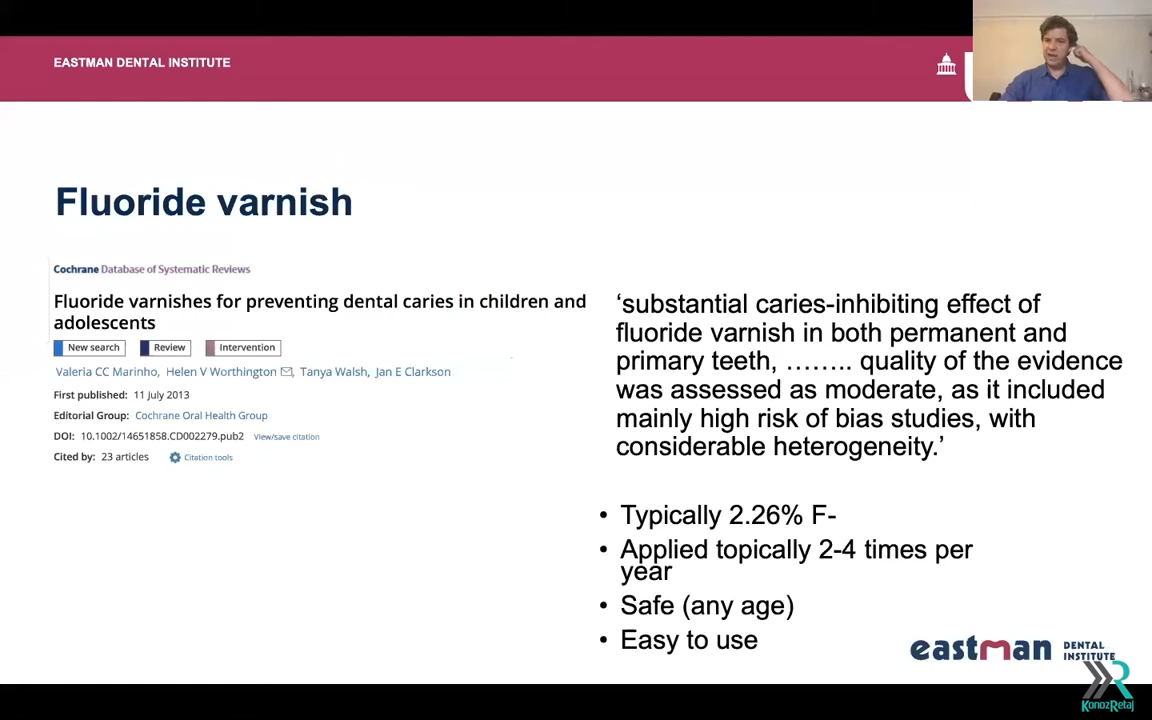 EASTMAN DENTAL INSTITUTE
Fluoride varnish
Cochrane Database of Systematic Reviews
Fluoride varnishes for preventing dental caries in children and
adolescents
New search Review Intervention
Valeria CC Marinho, Helen V Worthington, Tanya Walsh, Jan E Clarkson
First published: 11 July 2013
Editorial Group: Cochrane Oral Health Group
DOI: 10.1002/14651858.CD002279.pub2 View/save citation
Cited by: 23 articles Citation tools
‘substantial caries-inhibiting effect of
fluoride varnish in both permanent and
primary teeth, …….. quality of the evidence
was assessed as moderate, as it included
mainly high risk of bias studies, with
considerable heterogeneity.’
• Typically 2.26% F-
• Applied topically 2-4 times per
year
• Safe (any age)
• Easy to use
eastman DENTAL
INSTITUTE
KonozRetaj